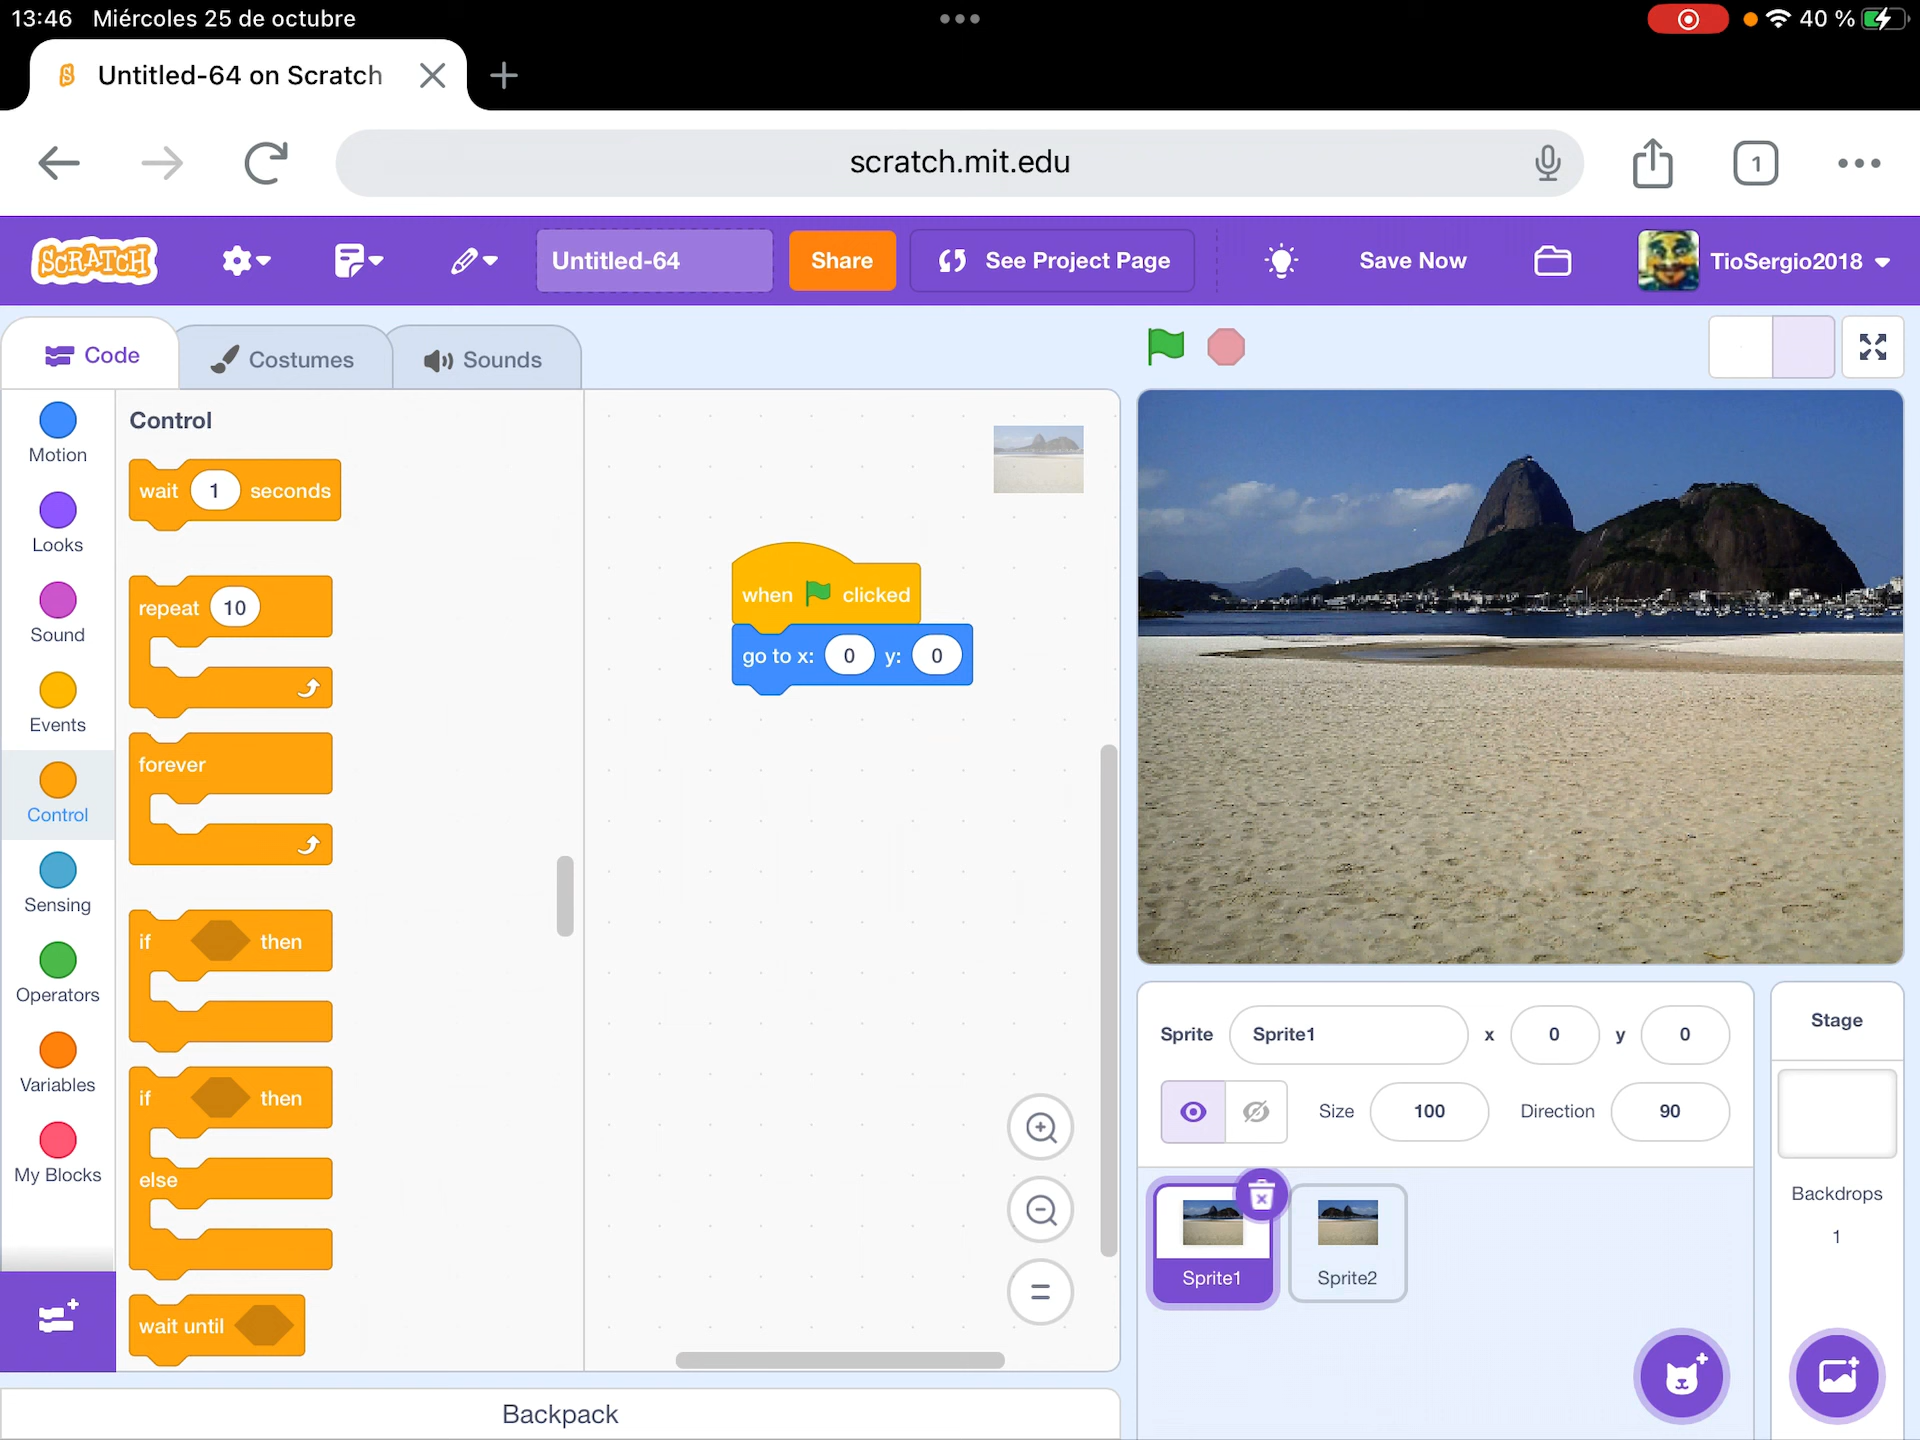 13:46 Miércoles 25 de octubre
40 %
Untitled-64 on Scratch
scratch.mit.edu
1
SCRATCH
Untitled-64
Share
See Project Page
Save Now
TioSergio2018
Code
Costumes
Sounds
Motion
Looks
Sound
Events
Control
Sensing
Operators
Variables
My Blocks
Control
wait 1 seconds
repeat 10
forever
if then
if then
else
wait until
when clicked
go to x: 0 y: 0
Backpack
Sprite Sprite1 x 0 y 0
Size 100 Direction 90
Sprite1
Sprite2
Stage
Backdrops
1